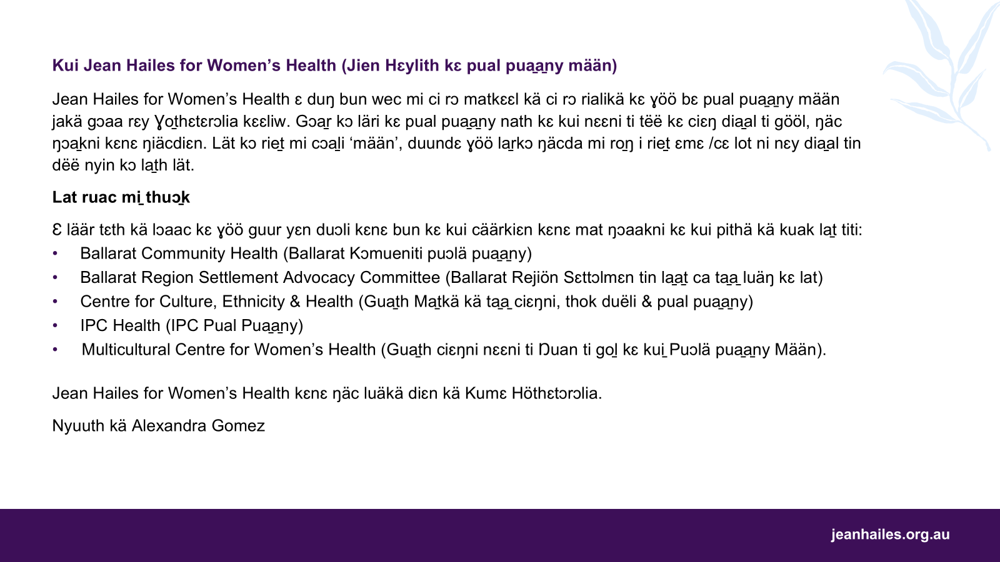 Kui Jean Hailes for Women’s Health (Jien Hɛylith kɛ pual pua̱a̱ny mään)
Jean Hailes for Women’s Health ɛ duŋ bun wec mi ci rɔ matkɛɛl kä ci rɔ rialikä kɛ ɣöö bɛ pual pua̱a̱ny mään
jakä gɔaa rɛy Ɣo̱thɛtɛrɔlia kɛɛliw. Gɔa̱r kɔ läri kɛ pual pua̱a̱ny nath kɛ kui nɛɛni ti tëë kɛ ciɛŋ dia̱al ti gööl, ŋäc
ŋɔa̱kni kɛnɛ ŋiäcdiɛn. Lät kɔ rie̱t mi cɔa̱li ‘mään’, duundɛ ɣöö la̱rkɔ ŋäcda mi ro̱ŋ i rie̱t ɛmɛ /cɛ lot ni nɛy dia̱al tin
dëë nyin kɔ la̱th lät.
Lat ruac mi̱ thuɔ̱k
Ɛ läär tɛth kä lɔaac kɛ ɣöö guur yɛn duɔli kɛnɛ bun kɛ kui cäärkiɛn kɛnɛ mat ŋɔaakni kɛ kui pithä kä kuak la̱t titi:
• Ballarat Community Health (Ballarat Kɔmueniti puɔlä pua̱a̱ny)
• Ballarat Region Settlement Advocacy Committee (Ballarat Rejiön Sɛttɔlmɛn tin la̱a̱t ca ta̱a̱ luäŋ kɛ lat)
• Centre for Culture, Ethnicity & Health (Gua̱th Ma̱tkä kä ta̱a̱ ciɛŋni, thok duëli & pual pua̱a̱ny)
• IPC Health (IPC Pual Pua̱a̱ny)
• Multicultural Centre for Women’s Health (Gua̱th ciɛŋni nɛɛni ti Ŋuan ti go̱l kɛ kui̱ Puɔlä pua̱a̱ny Mään).
Jean Hailes for Women’s Health kɛnɛ ŋäc luäkä diɛn kä Kumɛ Höthɛtɔrɔlia.
Nyuuth kä Alexandra Gomez
jeanhailes.org.au